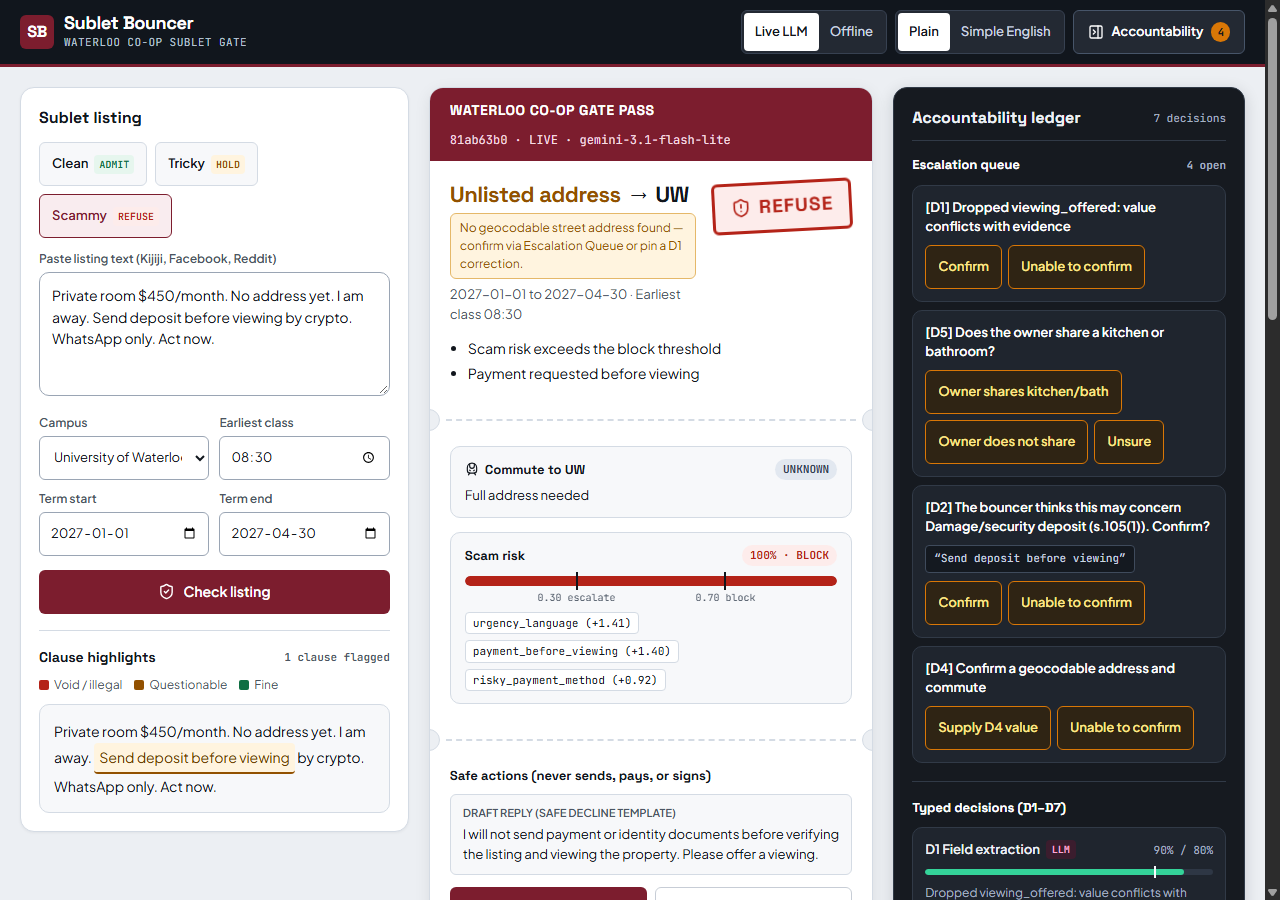 SB
Sublet Bouncer
WATERLOO CO-OP SUBLET GATE
Live LLM
Offline
Plain
Simple English
Accountability
4
Sublet listing
Clean ADMIT
Tricky HOLD
Scammy REFUSE
Paste listing text (Kijiji, Facebook, Reddit)
Private room $450/month. No address yet. I am
away. Send deposit before viewing by crypto.
WhatsApp only. Act now.
Campus
Earliest class
University of Waterloo
08:30
Term start
Term end
2027-01-01
2027-04-30
Check listing
Clause highlights
1 clause flagged
Void / illegal
Questionable
Fine
Private room $450/month. No address yet. I am
away. Send deposit before viewing by crypto.
WhatsApp only. Act now.
WATERLOO CO-OP GATE PASS
81ab63b0 · LIVE · gemini-3.1-flash-lite
Unlisted address → UW
REFUSE
No geocodable street address found —
confirm via Escalation Queue or pin a D1
correction.
2027-01-01 to 2027-04-30 · Earliest
class 08:30
• Scam risk exceeds the block threshold
• Payment requested before viewing
Commute to UW
UNKNOWN
Full address needed
Scam risk
100% · BLOCK
0.30 escalate
0.70 block
urgency_language (+1.41)
payment_before_viewing (+1.40)
risky_payment_method (+0.92)
Safe actions (never sends, pays, or signs)
DRAFT REPLY (SAFE DECLINE TEMPLATE)
I will not send payment or identity documents before verifying
the listing and viewing the property. Please offer a viewing.
Accountability ledger
7 decisions
Escalation queue
4 open
[D1] Dropped viewing_offered: value
conflicts with evidence
Confirm
Unable to confirm
[D5] Does the owner share a kitchen or
bathroom?
Owner shares kitchen/bath
Owner does not share
Unsure
[D2] The bouncer thinks this may concern
Damage/security deposit (s.105(1)). Confirm?
“Send deposit before viewing”
Confirm
Unable to confirm
[D4] Confirm a geocodable address and
commute
Supply D4 value
Unable to confirm
Typed decisions (D1–D7)
D1 Field extraction LLM
90% / 80%
Dropped viewing_offered: value conflicts with